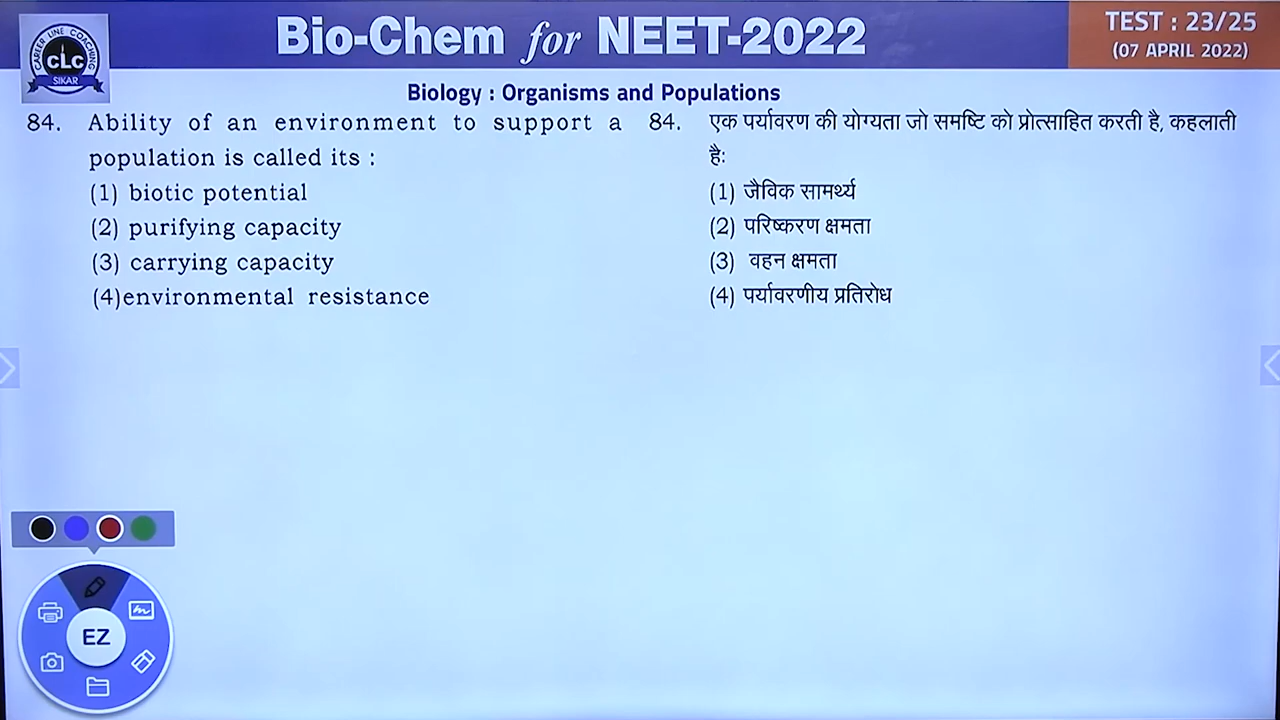 Bio-Chem for NEET-2022
TEST : 23/25
(07 APRIL 2022)
CAREER LINE COACHING
CLC
SIKAR
Biology : Organisms and Populations
84. Ability of an environment to support a
population is called its :
(1) biotic potential
(2) purifying capacity
(3) carrying capacity
(4)environmental resistance
84. एक पर्यावरण की योग्यता जो समष्टि को प्रोत्साहित करती है, कहलाती
है:
(1) जैविक सामर्थ्य
(2) परिष्करण क्षमता
(3) वहन क्षमता
(4) पर्यावरणीय प्रतिरोध
EZ